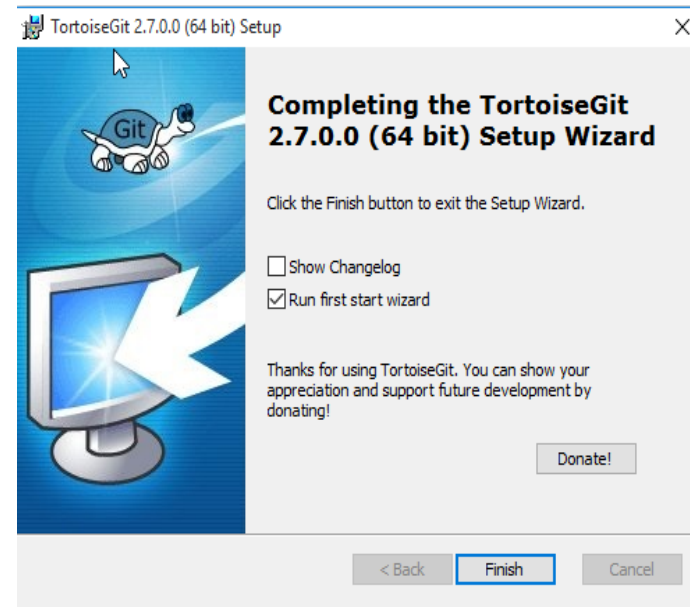 TortoiseGit 2.7.0.0 (64 bit) Setup
Git
Completing the TortoiseGit
2.7.0.0 (64 bit) Setup Wizard
Click the Finish button to exit the Setup Wizard.
Show Changelog
Run first start wizard
Thanks for using TortoiseGit. You can show your
appreciation and support future development by
donating!
Donate!
< Back Finish Cancel